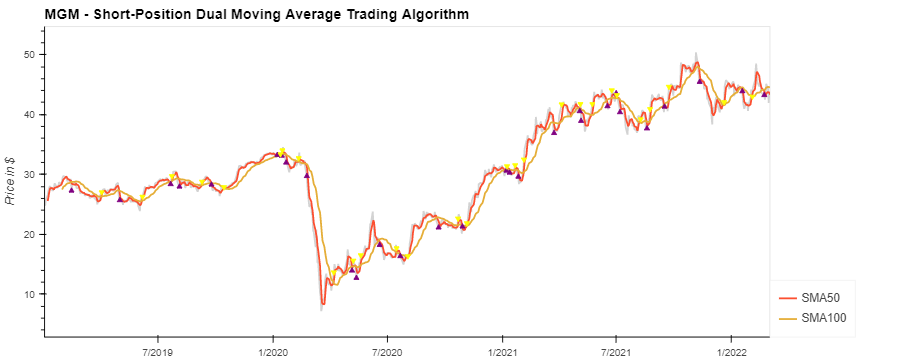 MGM - Short-Position Dual Moving Average Trading Algorithm
Price in $
50
40
30
20
10
7/2019
1/2020
7/2020
1/2021
7/2021
1/2022
SMA50
SMA100